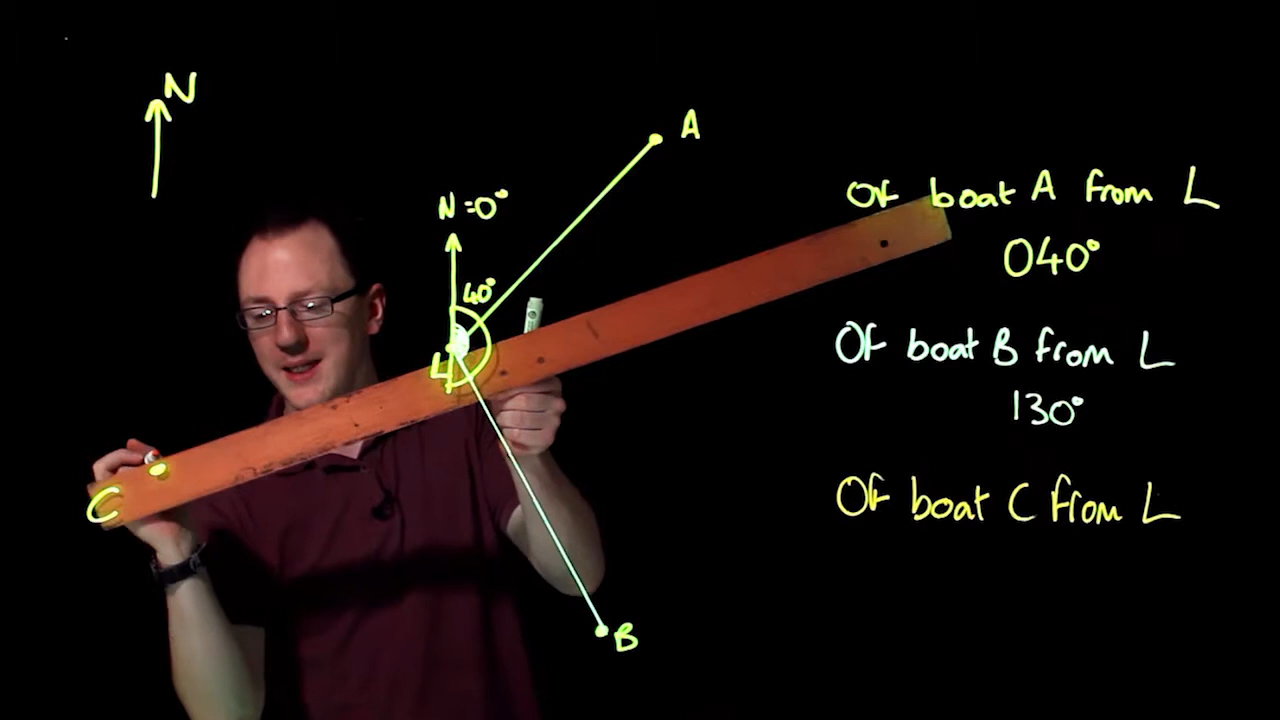 N
A
N = 0°
40°
L
C
B
Of boat A from L
040°
Of boat B from L
130°
Of boat C from L